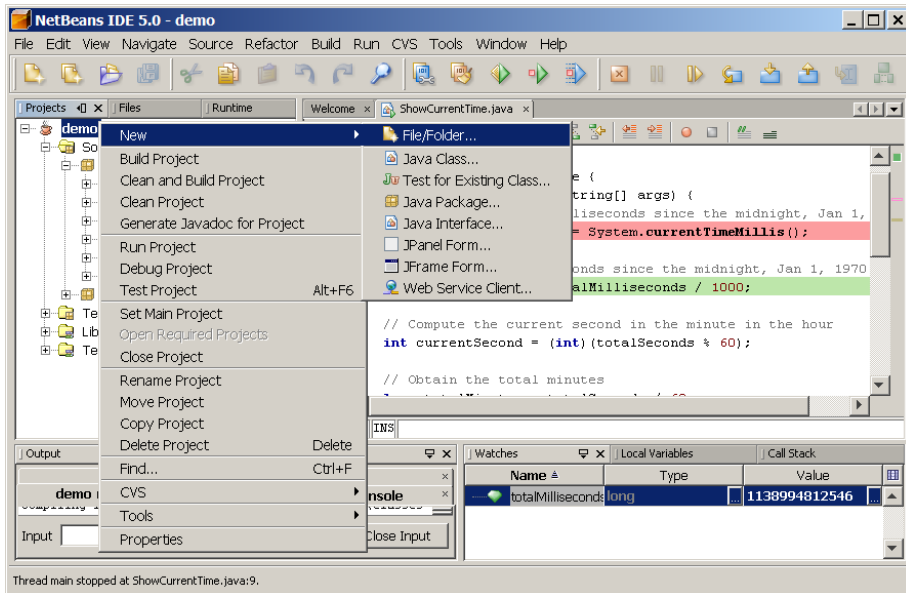 NetBeans IDE 5.0 - demo
File Edit View Navigate Source Refactor Build Run CVS Tools Window Help
Projects Files Runtime Welcome ShowCurrentTime.java
demo
New
Build Project
Clean and Build Project
Clean Project
Generate Javadoc for Project
Run Project
Debug Project
Test Project Alt+F6
Set Main Project
Open Required Projects
Close Project
Rename Project
Move Project
Copy Project
Delete Project Delete
Find... Ctrl+F
CVS
Tools
Properties
File/Folder...
Java Class...
Test for Existing Class...
Java Package...
Java Interface...
JPanel Form...
JFrame Form...
Web Service Client...
So
Te
Lib
Te
e {
tring[] args) {
liseconds since the midnight, Jan 1,
= System.currentTimeMillis();
onds since the midnight, Jan 1, 1970
alMilliseconds / 1000;
// Compute the current second in the minute in the hour
int currentSecond = (int)(totalSeconds % 60);
// Obtain the total minutes
INS
Output
demo
nsole
Input
Close Input
Watches Local Variables Call Stack
Name Type Value
totalMilliseconds long ... 1138994812546 ...
Thread main stopped at ShowCurrentTime.java:9.